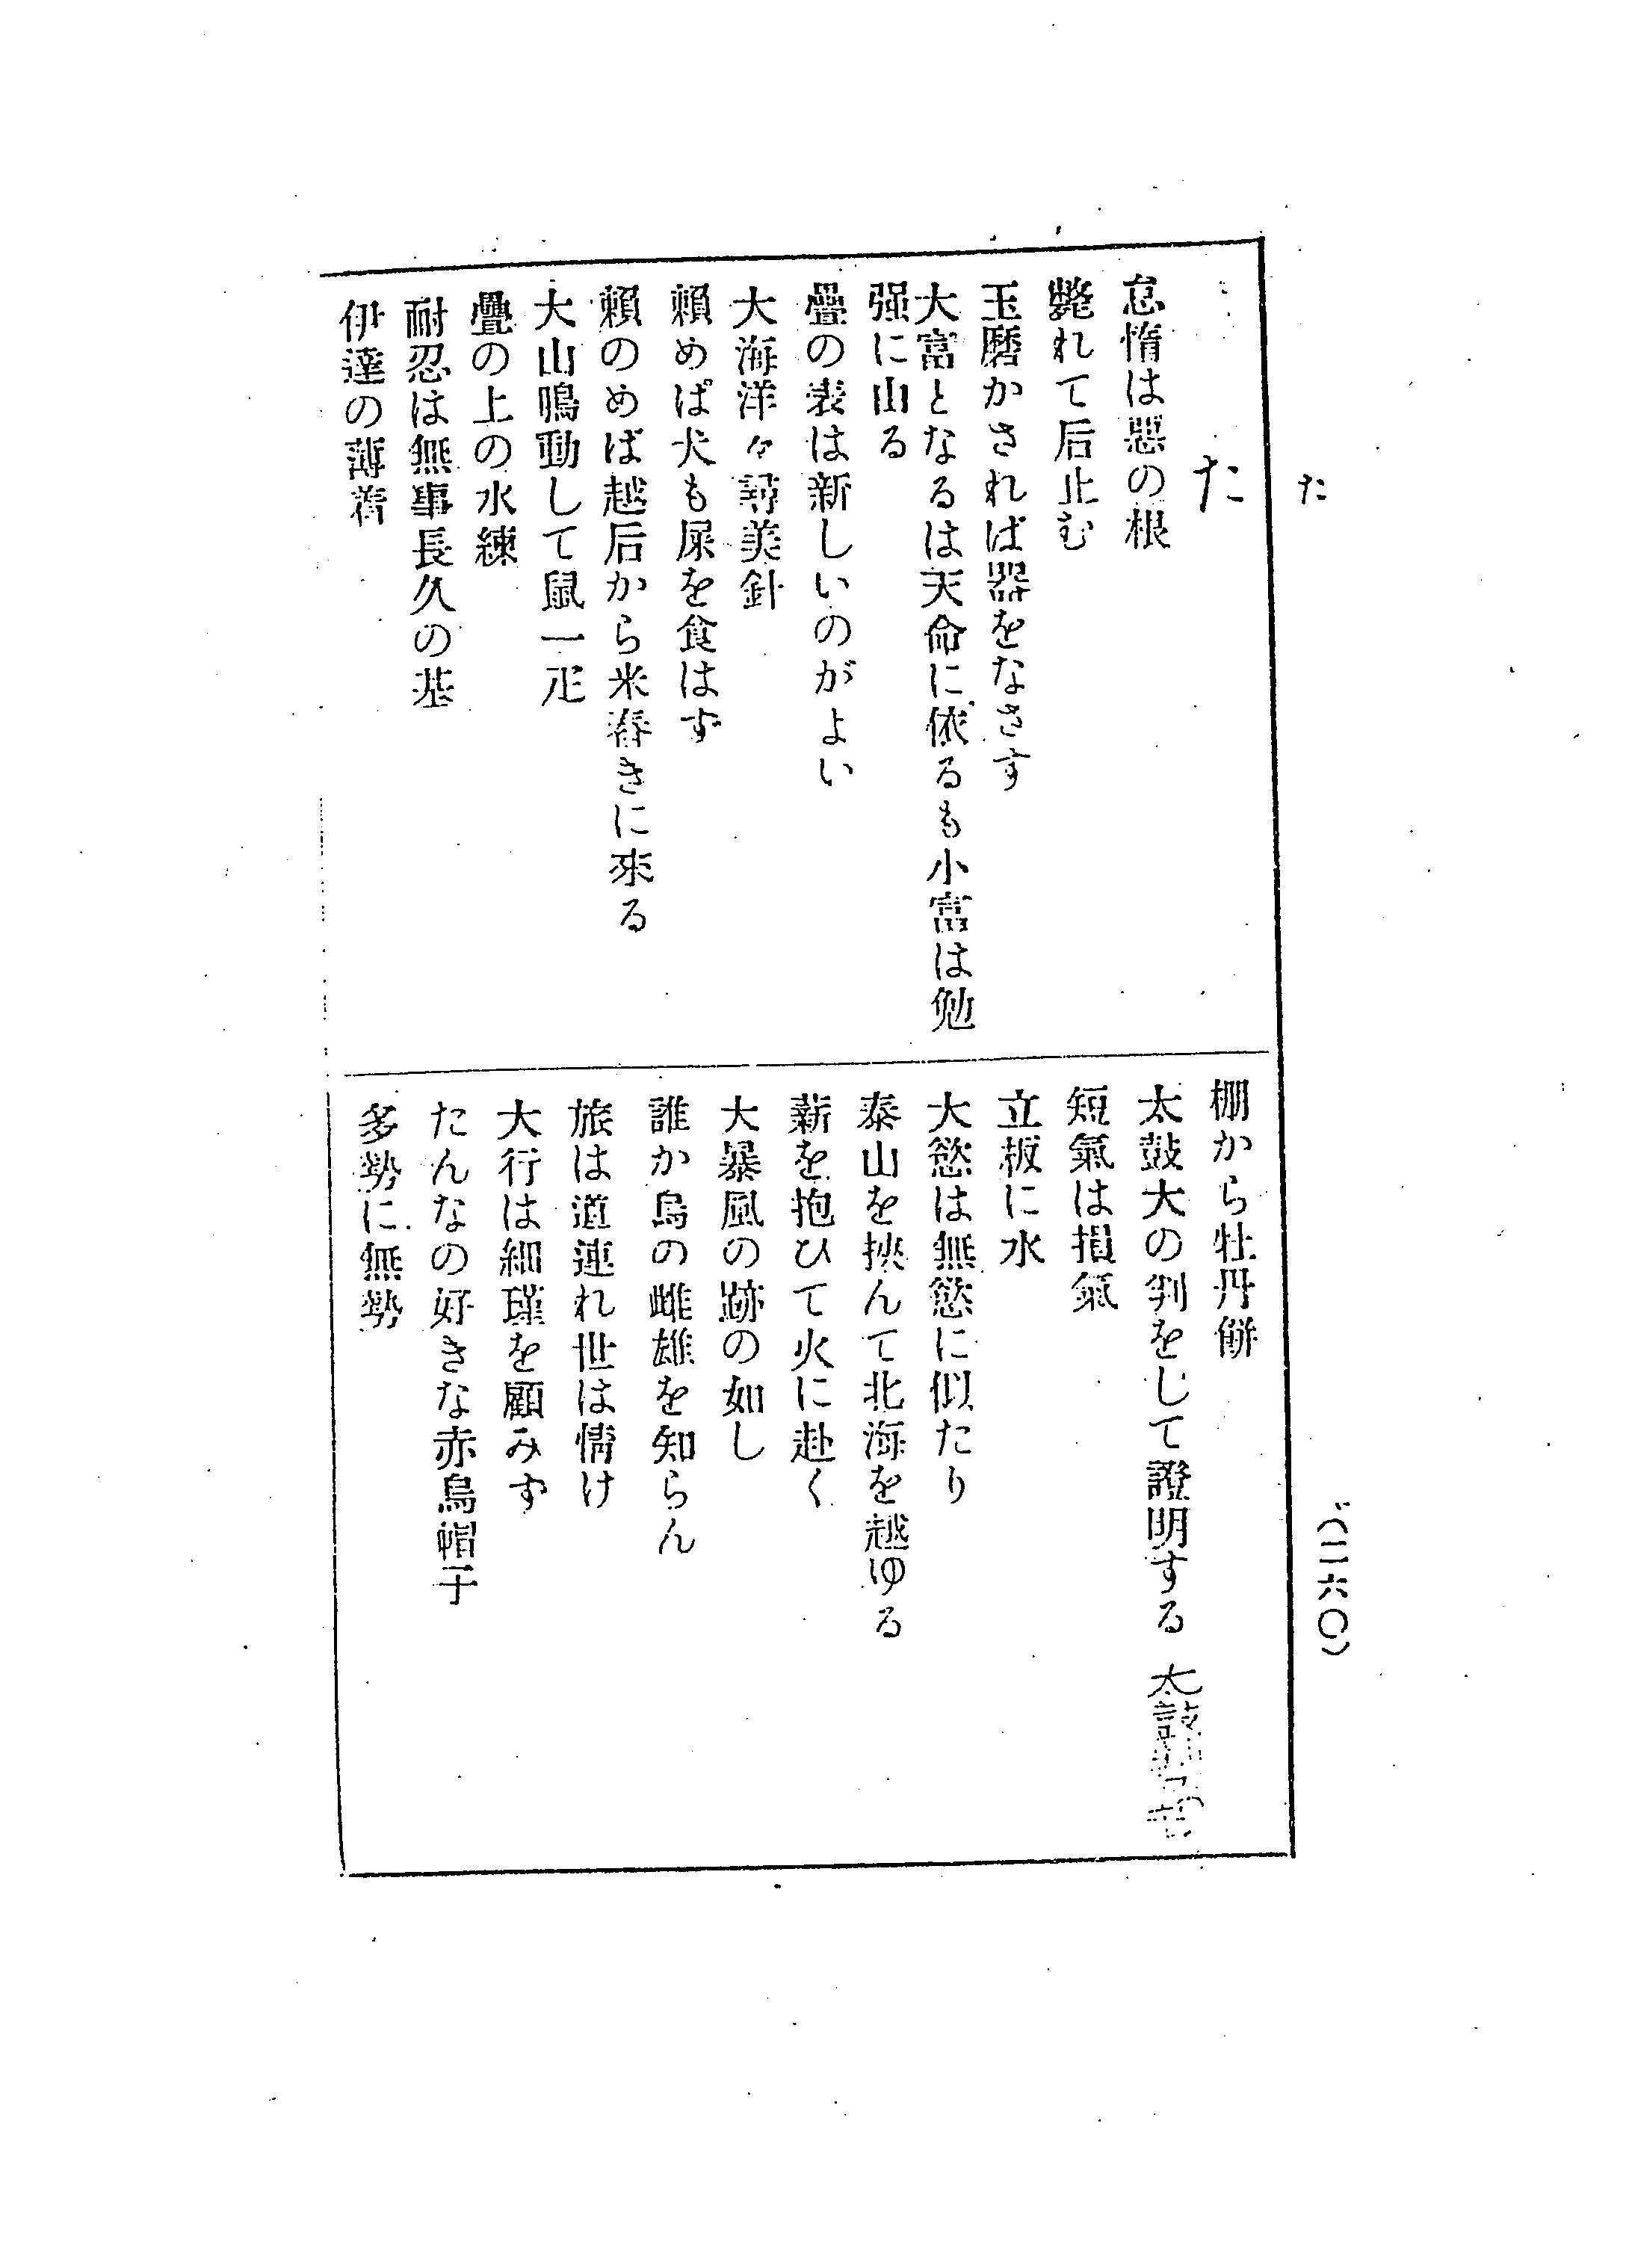 た
(二六〇)
た
怠惰は惡の根
斃れて后止む
玉磨かされば器をなさす
大富となるは天命に依るも小富は勉
强に山る
疊の表は新しいのがよい
大海洋々尋美針
賴めば犬も屎を食はず
賴のめば越后から米舂きに來る
大山鳴動して鼠一疋
疊の上の水練
耐忍は無事長久の基
伊達の薄着
棚から牡丹餠
太鼓大の判をじて證明する 太鼓
短氣は損氣
立板に水
大慾は無慾に似たり
泰山を挾んて北海を越ゆる
薪を抱ひて火に赴く
大暴風の跡の如し
誰か烏の雌雄を知らん
旅は道連れ世は情け
大行は細瑾を顧みず
たんなの好きな赤烏帽子
多勢に無勢